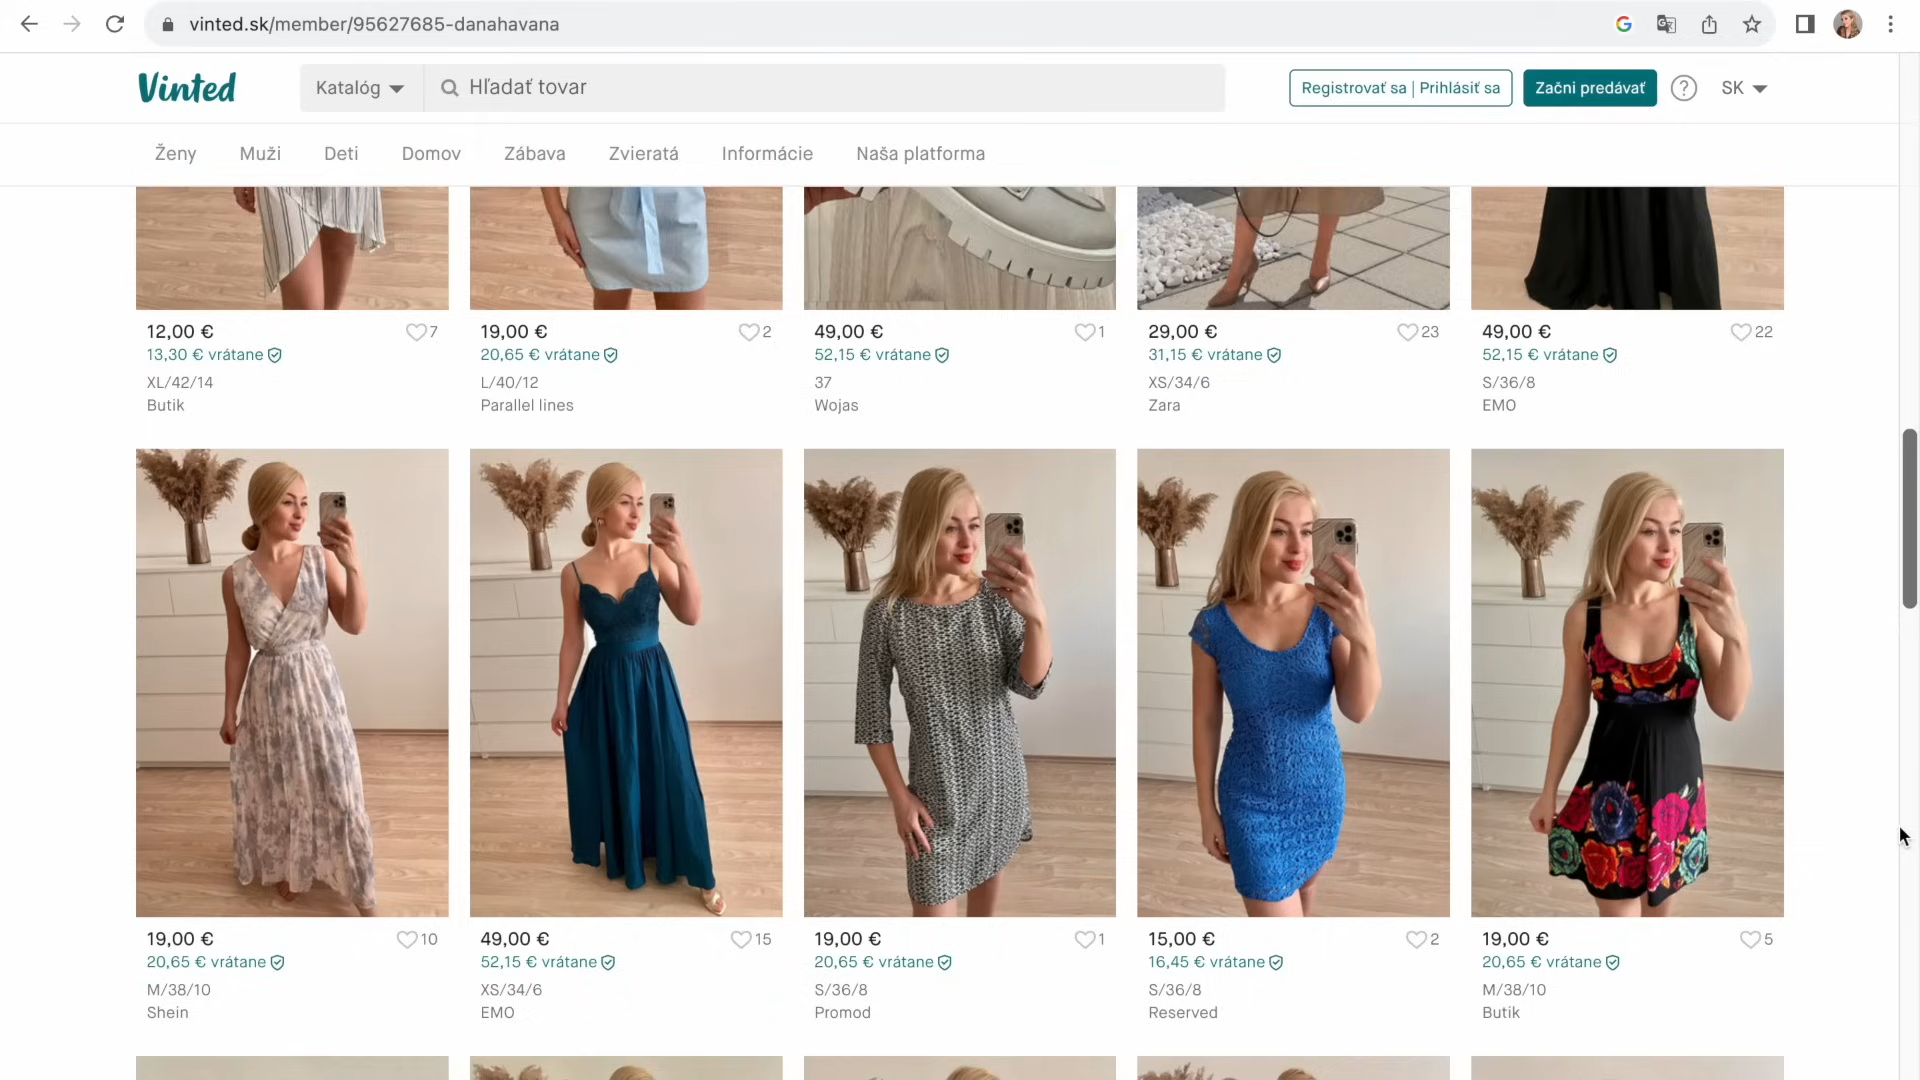 vinted.sk/member/95627685-danahavana
Vinted
Katalóg
Hľadať tovar
Registrovať sa | Prihlásiť sa
Začni predávať
?
SK
Ženy
Muži
Deti
Domov
Zábava
Zvieratá
Informácie
Naša platforma
12,00 €
7
13,30 € vrátane
XL/42/14
Butik
19,00 €
2
20,65 € vrátane
L/40/12
Parallel lines
49,00 €
1
52,15 € vrátane
37
Wojas
29,00 €
23
31,15 € vrátane
XS/34/6
Zara
49,00 €
22
52,15 € vrátane
S/36/8
EMO
19,00 €
10
20,65 € vrátane
M/38/10
Shein
49,00 €
15
52,15 € vrátane
XS/34/6
EMO
19,00 €
1
20,65 € vrátane
S/36/8
Promod
15,00 €
2
16,45 € vrátane
S/36/8
Reserved
19,00 €
5
20,65 € vrátane
M/38/10
Butik